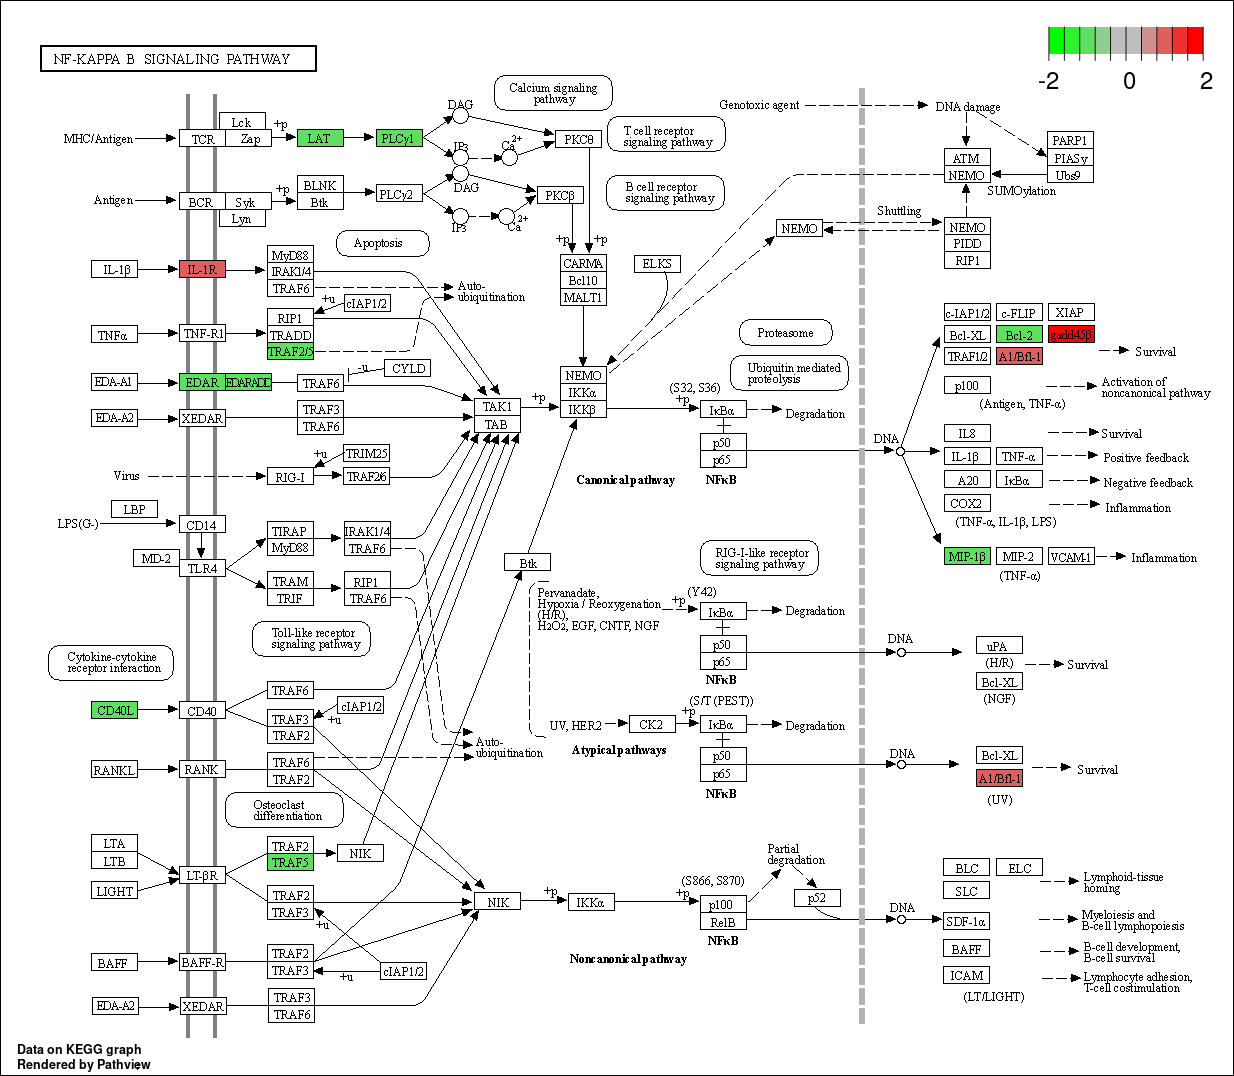 NF-KAPPA B SIGNALING PATHWAY
-2 0 2
Calcium signaling
pathway
T cell receptor
signaling pathway
B cell receptor
signaling pathway
MHC/Antigen
TCR
Lck
Zap
+p
LAT
PLCγ1
DAG
IP3
Ca2+
PKCθ
Genotoxic agent
DNA damage
ATM
NEMO
PARP1
PIASy
Ubs9
SUMOylation
Antigen
BCR
Syk
Lyn
+p
BLNK
Btk
PLCγ2
DAG
IP3
Ca2+
PKCβ
+p
+p
NEMO
Shuttling
NEMO
PIDD
RIP1
Apoptosis
IL-1β
IL-1R
MyD88
IRAK1/4
TRAF6
Auto-
ubiquitination
CARMA
Bcl10
MALT1
ELKS
+u
cIAP1/2
TNFα
TNF-R1
RIP1
TRADD
TRAF2/5
Proteasome
Ubiquitin mediated
proteolysis
c-IAP1/2
c-FLIP
XIAP
Bcl-XL
Bcl-2
gadd45β
TRAF1/2
A1/Bfl-1
Survival
EDA-A1
EDAR
EDARADD
TRAF6
-u
CYLD
NEMO
IKKα
IKKβ
p100
(Antigen, TNF-α)
Activation of
noncanonical pathway
EDA-A2
XEDAR
TRAF3
TRAF6
TAK1
TAB
+p
(S32, S36)
+p
IκBα
Degradation
p50
p65
NFκB
Canonical pathway
DNA
IL8
Survival
IL-1β
TNF-α
Positive feedback
A20
IκBα
Negative feedback
COX2
Inflammation
(TNF-α, IL-1β, LPS)
Virus
RIG-I
+u
TRIM25
TRAF2/6
LBP
LPS(G-)
CD14
MD-2
TLR4
TIRAP
MyD88
IRAK1/4
TRAF6
TRAM
TRIF
RIP1
TRAF6
Btk
RIG-I-like receptor
signaling pathway
MIP-1β
MIP-2
VCAM-1
Inflammation
(TNF-α)
Pervanadate,
Hypoxia / Reoxygenation
(H/R),
H2O2, EGF, CNTF, NGF
+p
(Y42)
IκBα
Degradation
p50
p65
NFκB
DNA
uPA
(H/R)
Bcl-XL
(NGF)
Survival
Toll-like receptor
signaling pathway
Cytokine-cytokine
receptor interaction
CD40L
CD40
TRAF6
TRAF3
TRAF2
cIAP1/2
+u
Auto-
ubiquitination
UV, HER2
CK2
+p
(S/T (PEST))
IκBα
Degradation
p50
p65
NFκB
Atypical pathways
DNA
Bcl-XL
A1/Bfl-1
(UV)
Survival
RANKL
RANK
TRAF6
TRAF2
Osteoclast
differentiation
LTA
LTB
LIGHT
LT-βR
TRAF2
TRAF5
NIK
TRAF2
TRAF3
+u
NIK
+p
IKKα
+p
(S866, S870)
p100
RelB
NFκB
Partial
degradation
p52
DNA
BLC
ELC
SLC
Lymphoid-tissue
homing
SDF-1α
Myeloiesis and
B-cell lymphopoiesis
BAFF
B-cell development,
B-cell survival
ICAM
(LT/LIGHT)
Lymphocyte adhesion,
T-cell costimulation
BAFF
BAFF-R
TRAF2
TRAF3
+u
cIAP1/2
Noncanonical pathway
EDA-A2
XEDAR
TRAF3
TRAF6
Data on KEGG graph
Rendered by Pathview